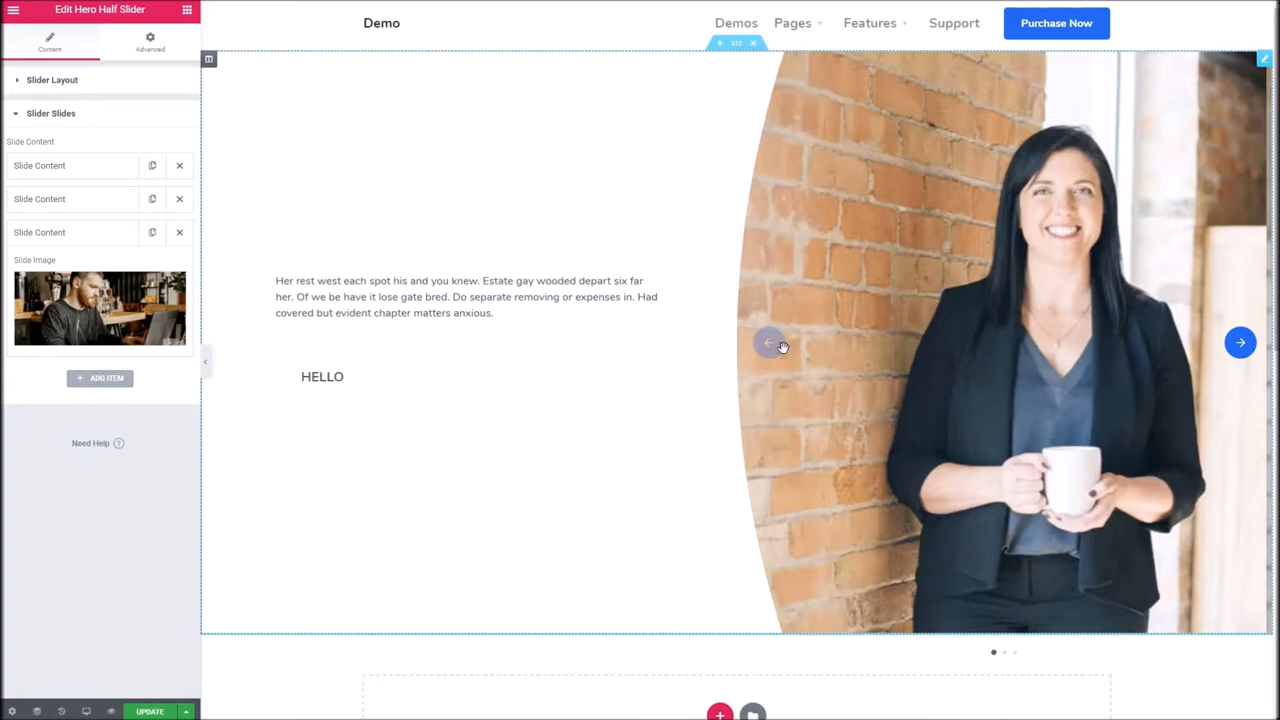 Edit Hero Half Slider
Content
Advanced
Slider Layout
Slider Slides
Slide Content
Slide Content
Slide Content
Slide Content
Slide Image
ADD ITEM
Need Help
UPDATE
Demo
Demos
Pages
Features
Support
Purchase Now
Her rest west each spot his and you knew. Estate gay wooded depart six far
her. Of we be have it lose gate bred. Do separate removing or expenses in. Had
covered but evident chapter matters anxious.
HELLO